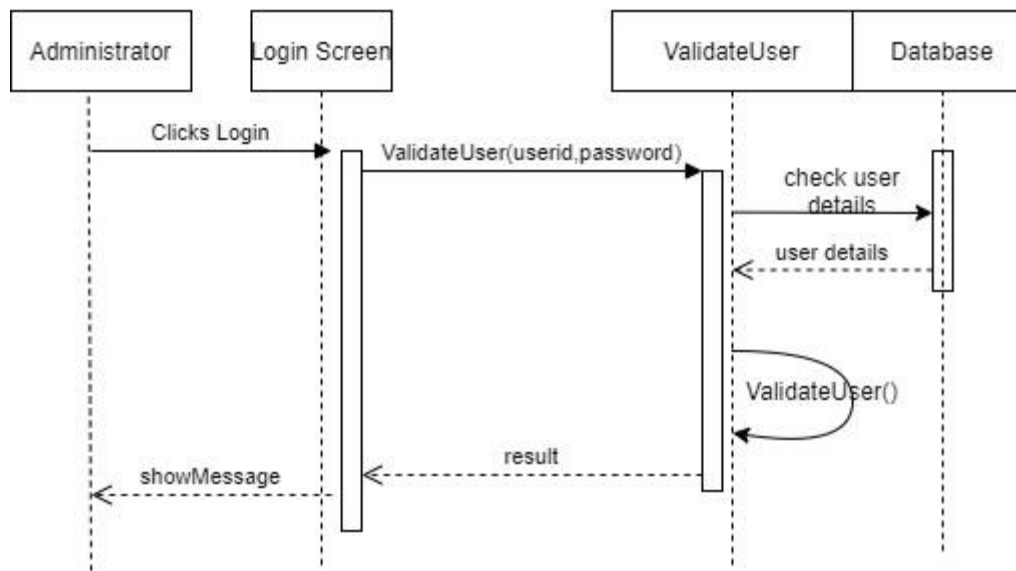 Administrator
Login Screen
ValidateUser
Database
Clicks Login
ValidateUser(userid,password)
check user
details
user details
ValidateUser()
result
showMessage